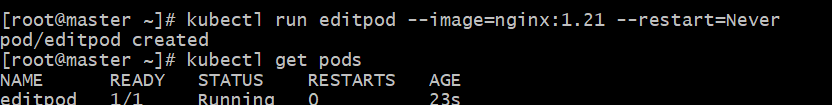 [root@master ~]# kubectl run editpod --image=nginx:1.21 --restart=Never
pod/editpod created
[root@master ~]# kubectl get pods
NAME READY STATUS RESTARTS AGE
editpod 1/1 Running 0 23s